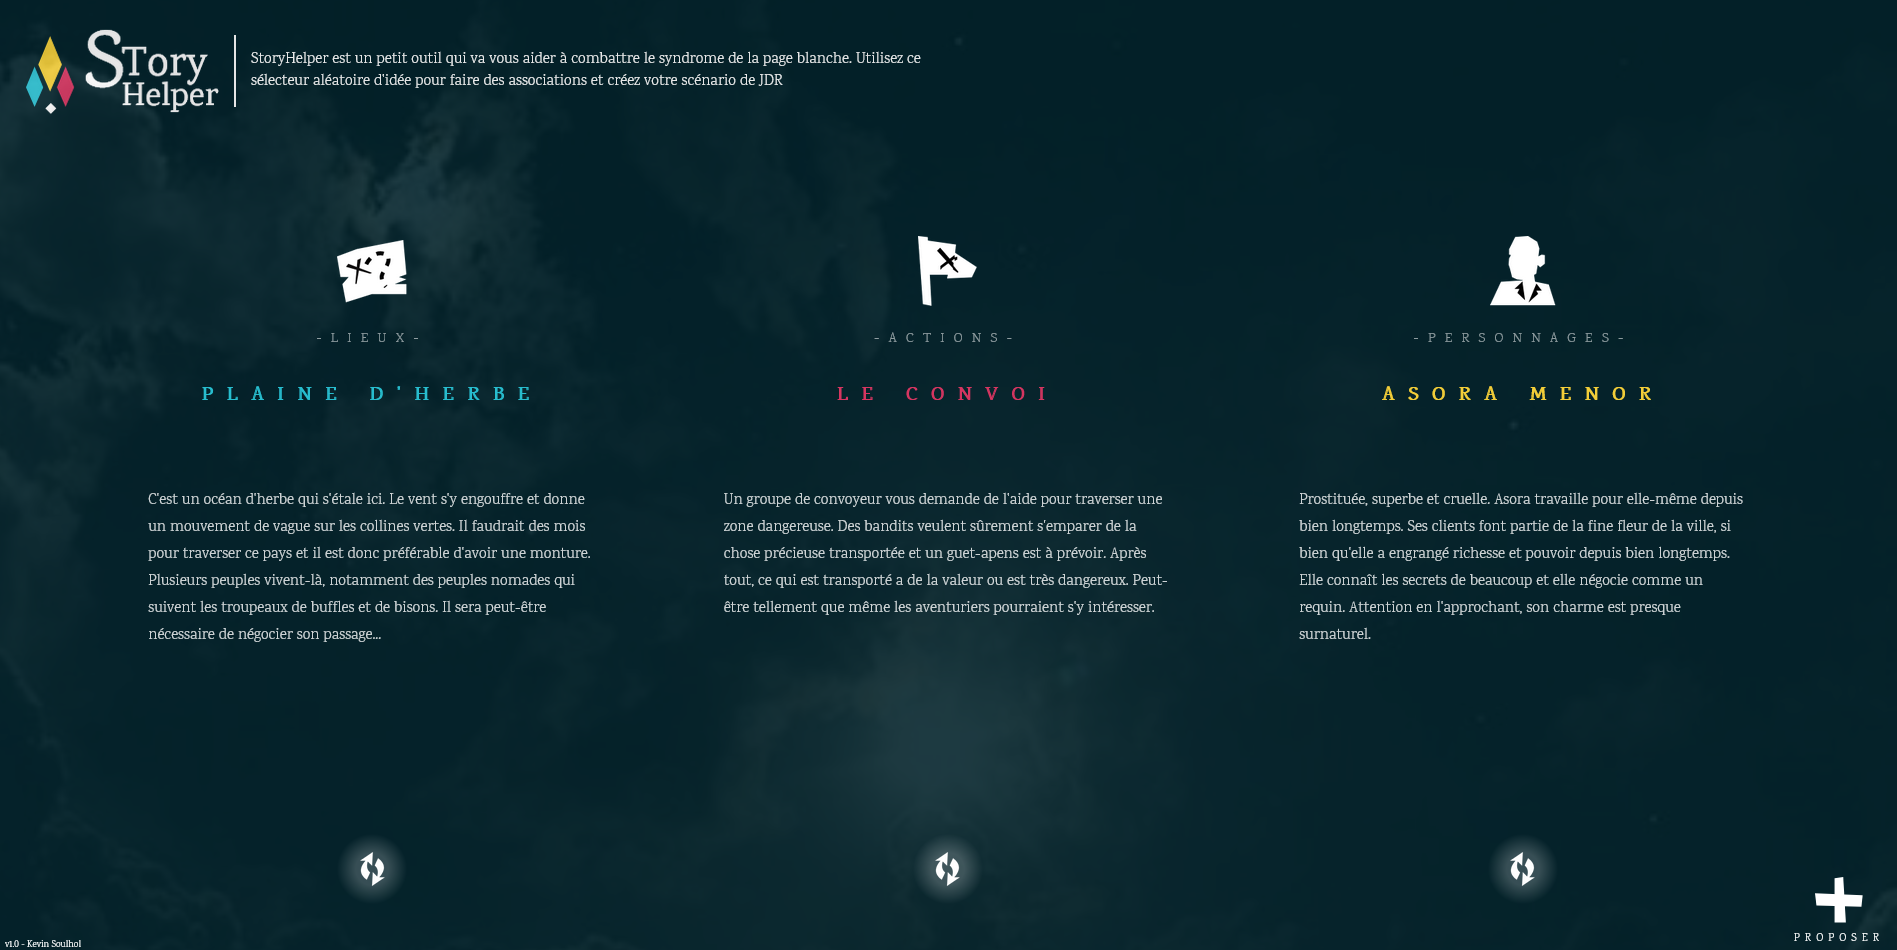 STory
Helper
StoryHelper est un petit outil qui va vous aider à combattre le syndrome de la page blanche. Utilisez ce
sélecteur aléatoire d'idée pour faire des associations et créez votre scénario de JDR
- LIEUX -
PLAINE D'HERBE
C'est un océan d'herbe qui s'étale ici. Le vent s'y engouffre et donne
un mouvement de vague sur les collines vertes. Il faudrait des mois
pour traverser ce pays et il est donc préférable d'avoir une monture.
Plusieurs peuples vivent-là, notamment des peuples nomades qui
suivent les troupeaux de buffles et de bisons. Il sera peut-être
nécessaire de négocier son passage...
- ACTIONS -
LE CONVOI
Un groupe de convoyeur vous demande de l'aide pour traverser une
zone dangereuse. Des bandits veulent sûrement s'emparer de la
chose précieuse transportée et un guet-apens est à prévoir. Après
tout, ce qui est transporté a de la valeur ou est très dangereux. Peut-
être tellement que même les aventuriers pourraient s'y intéresser.
- PERSONNAGES -
ASORA MENOR
Prostituée, superbe et cruelle. Asora travaille pour elle-même depuis
bien longtemps. Ses clients font partie de la fine fleur de la ville, si
bien qu'elle a engrangé richesse et pouvoir depuis bien longtemps.
Elle connaît les secrets de beaucoup et elle négocie comme un
requin. Attention en l'approchant, son charme est presque
surnaturel.
PROPOSER
v1.0 - Kevin Soulhol